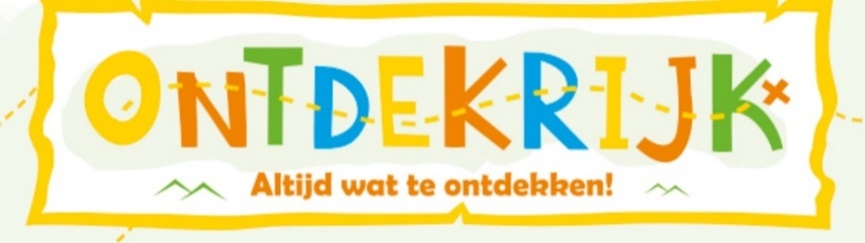 ONTDEKRIJK
Altijd wat te ontdekken!